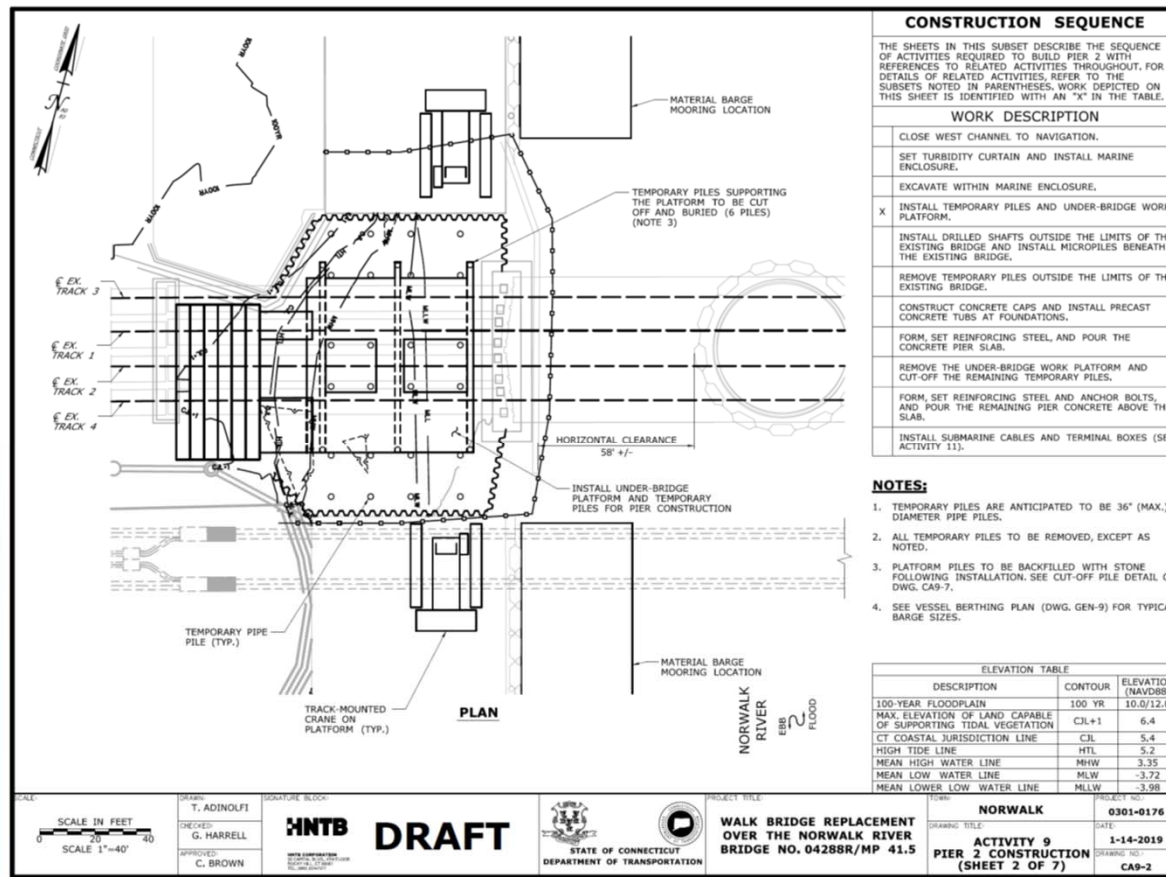 CONSTRUCTION SEQUENCE
THE SHEETS IN THIS SUBSET DESCRIBE THE SEQUENCE
OF ACTIVITIES REQUIRED TO BUILD PIER 2 WITH
REFERENCES TO RELATED ACTIVITIES THROUGHOUT. FOR
DETAILS OF RELATED ACTIVITIES, REFER TO THE
SUBSETS NOTED IN PARENTHESES. WORK DEPICTED ON
THIS SHEET IS IDENTIFIED WITH AN "X" IN THE TABLE.
WORK DESCRIPTION
CLOSE WEST CHANNEL TO NAVIGATION.
SET TURBIDITY CURTAIN AND INSTALL MARINE
ENCLOSURE.
EXCAVATE WITHIN MARINE ENCLOSURE.
X INSTALL TEMPORARY PILES AND UNDER-BRIDGE WOR
PLATFORM.
INSTALL DRILLED SHAFTS OUTSIDE THE LIMITS OF TH
EXISTING BRIDGE AND INSTALL MICROPILES BENEATH
THE EXISTING BRIDGE.
REMOVE TEMPORARY PILES OUTSIDE THE LIMITS OF TH
EXISTING BRIDGE.
CONSTRUCT CONCRETE CAPS AND INSTALL PRECAST
CONCRETE TUBS AT FOUNDATIONS.
FORM, SET REINFORCING STEEL, AND POUR THE
CONCRETE PIER SLAB.
REMOVE THE UNDER-BRIDGE WORK PLATFORM AND
CUT-OFF THE REMAINING TEMPORARY PILES.
FORM, SET REINFORCING STEEL AND ANCHOR BOLTS,
AND POUR THE REMAINING PIER CONCRETE ABOVE TH
SLAB.
INSTALL SUBMARINE CABLES AND TERMINAL BOXES (SE
ACTIVITY 11).
NOTES:
1. TEMPORARY PILES ARE ANTICIPATED TO BE 36" (MAX.)
DIAMETER PIPE PILES.
2. ALL TEMPORARY PILES TO BE REMOVED, EXCEPT AS
NOTED.
3. PLATFORM PILES TO BE BACKFILLED WITH STONE
FOLLOWING INSTALLATION. SEE CUT-OFF PILE DETAIL O
DWG. CA9-7.
4. SEE VESSEL BERTHING PLAN (DWG. GEN-9) FOR TYPICA
BARGE SIZES.
ELEVATION TABLE
DESCRIPTION CONTOUR ELEVATIO
(NAVD88
100-YEAR FLOODPLAIN 100 YR 10.0/12.
MAX. ELEVATION OF LAND CAPABLE
OF SUPPORTING TIDAL VEGETATION CJL+1 6.4
CT COASTAL JURISDICTION LINE CJL 5.4
HIGH TIDE LINE HTL 5.2
MEAN HIGH WATER LINE MHW 3.35
MEAN LOW WATER LINE MLW -3.72
MEAN LOWER LOW WATER LINE MLLW -3.98
N
100YR
100YR
100YR
100YR
MATERIAL BARGE
MOORING LOCATION
TEMPORARY PILES SUPPORTING
THE PLATFORM TO BE CUT
OFF AND BURIED (6 PILES)
(NOTE 3)
℄ EX.
TRACK 3
℄ EX.
TRACK 1
℄ EX.
TRACK 2
℄ EX.
TRACK 4
HORIZONTAL CLEARANCE
58' +/-
INSTALL UNDER-BRIDGE
PLATFORM AND TEMPORARY
PILES FOR PIER CONSTRUCTION
TEMPORARY PIPE
PILE (TYP.)
TRACK-MOUNTED
CRANE ON
PLATFORM (TYP.)
MATERIAL BARGE
MOORING LOCATION
PLAN
NORWALK
RIVER
EBB
FLOOD
SCALE:
SCALE IN FEET
0 20 40
SCALE 1"=40'
DRAWN:
T. ADINOLFI
CHECKED:
G. HARRELL
APPROVED:
C. BROWN
SIGNATURE BLOCK:
HNTB
HNTB CORPORATION
DRAFT
STATE OF CONNECTICUT
DEPARTMENT OF TRANSPORTATION
PROJECT TITLE:
WALK BRIDGE REPLACEMENT
OVER THE NORWALK RIVER
BRIDGE NO. 04288R/MP 41.5
TOWN:
NORWALK
DRAWING TITLE:
ACTIVITY 9
PIER 2 CONSTRUCTION
(SHEET 2 OF 7)
PROJECT NO.:
0301-0176
DATE:
1-14-2019
DRAWING NO.:
CA9-2